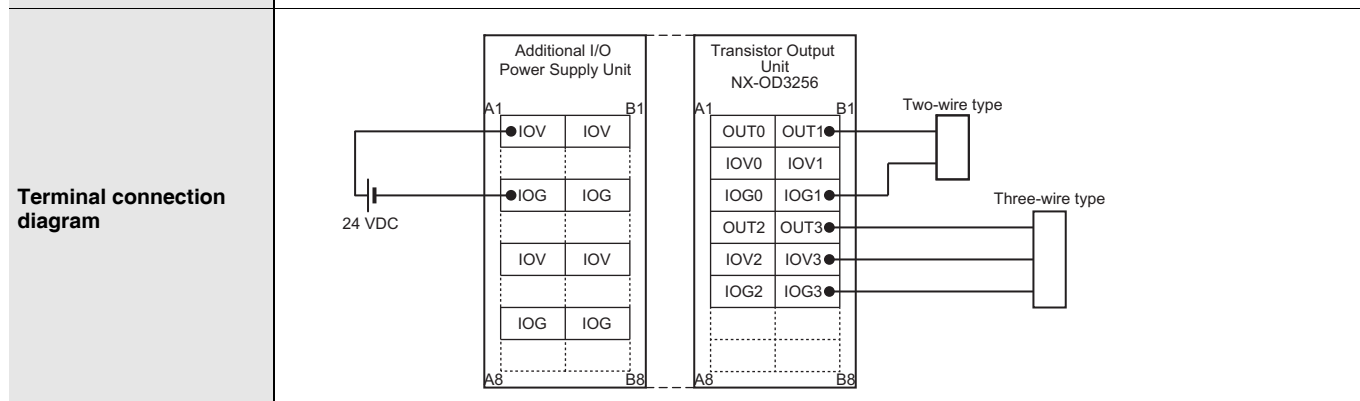 Terminal connection
diagram
Additional I/O
Power Supply Unit
A1 B1
IOV IOV
IOG IOG
IOV IOV
IOG IOG
A8 B8
24 VDC
Transistor Output
Unit
NX-OD3256
A1 B1
OUT0 OUT1
IOV0 IOV1
IOG0 IOG1
OUT2 OUT3
IOV2 IOV3
IOG2 IOG3
A8 B8
Two-wire type
Three-wire type